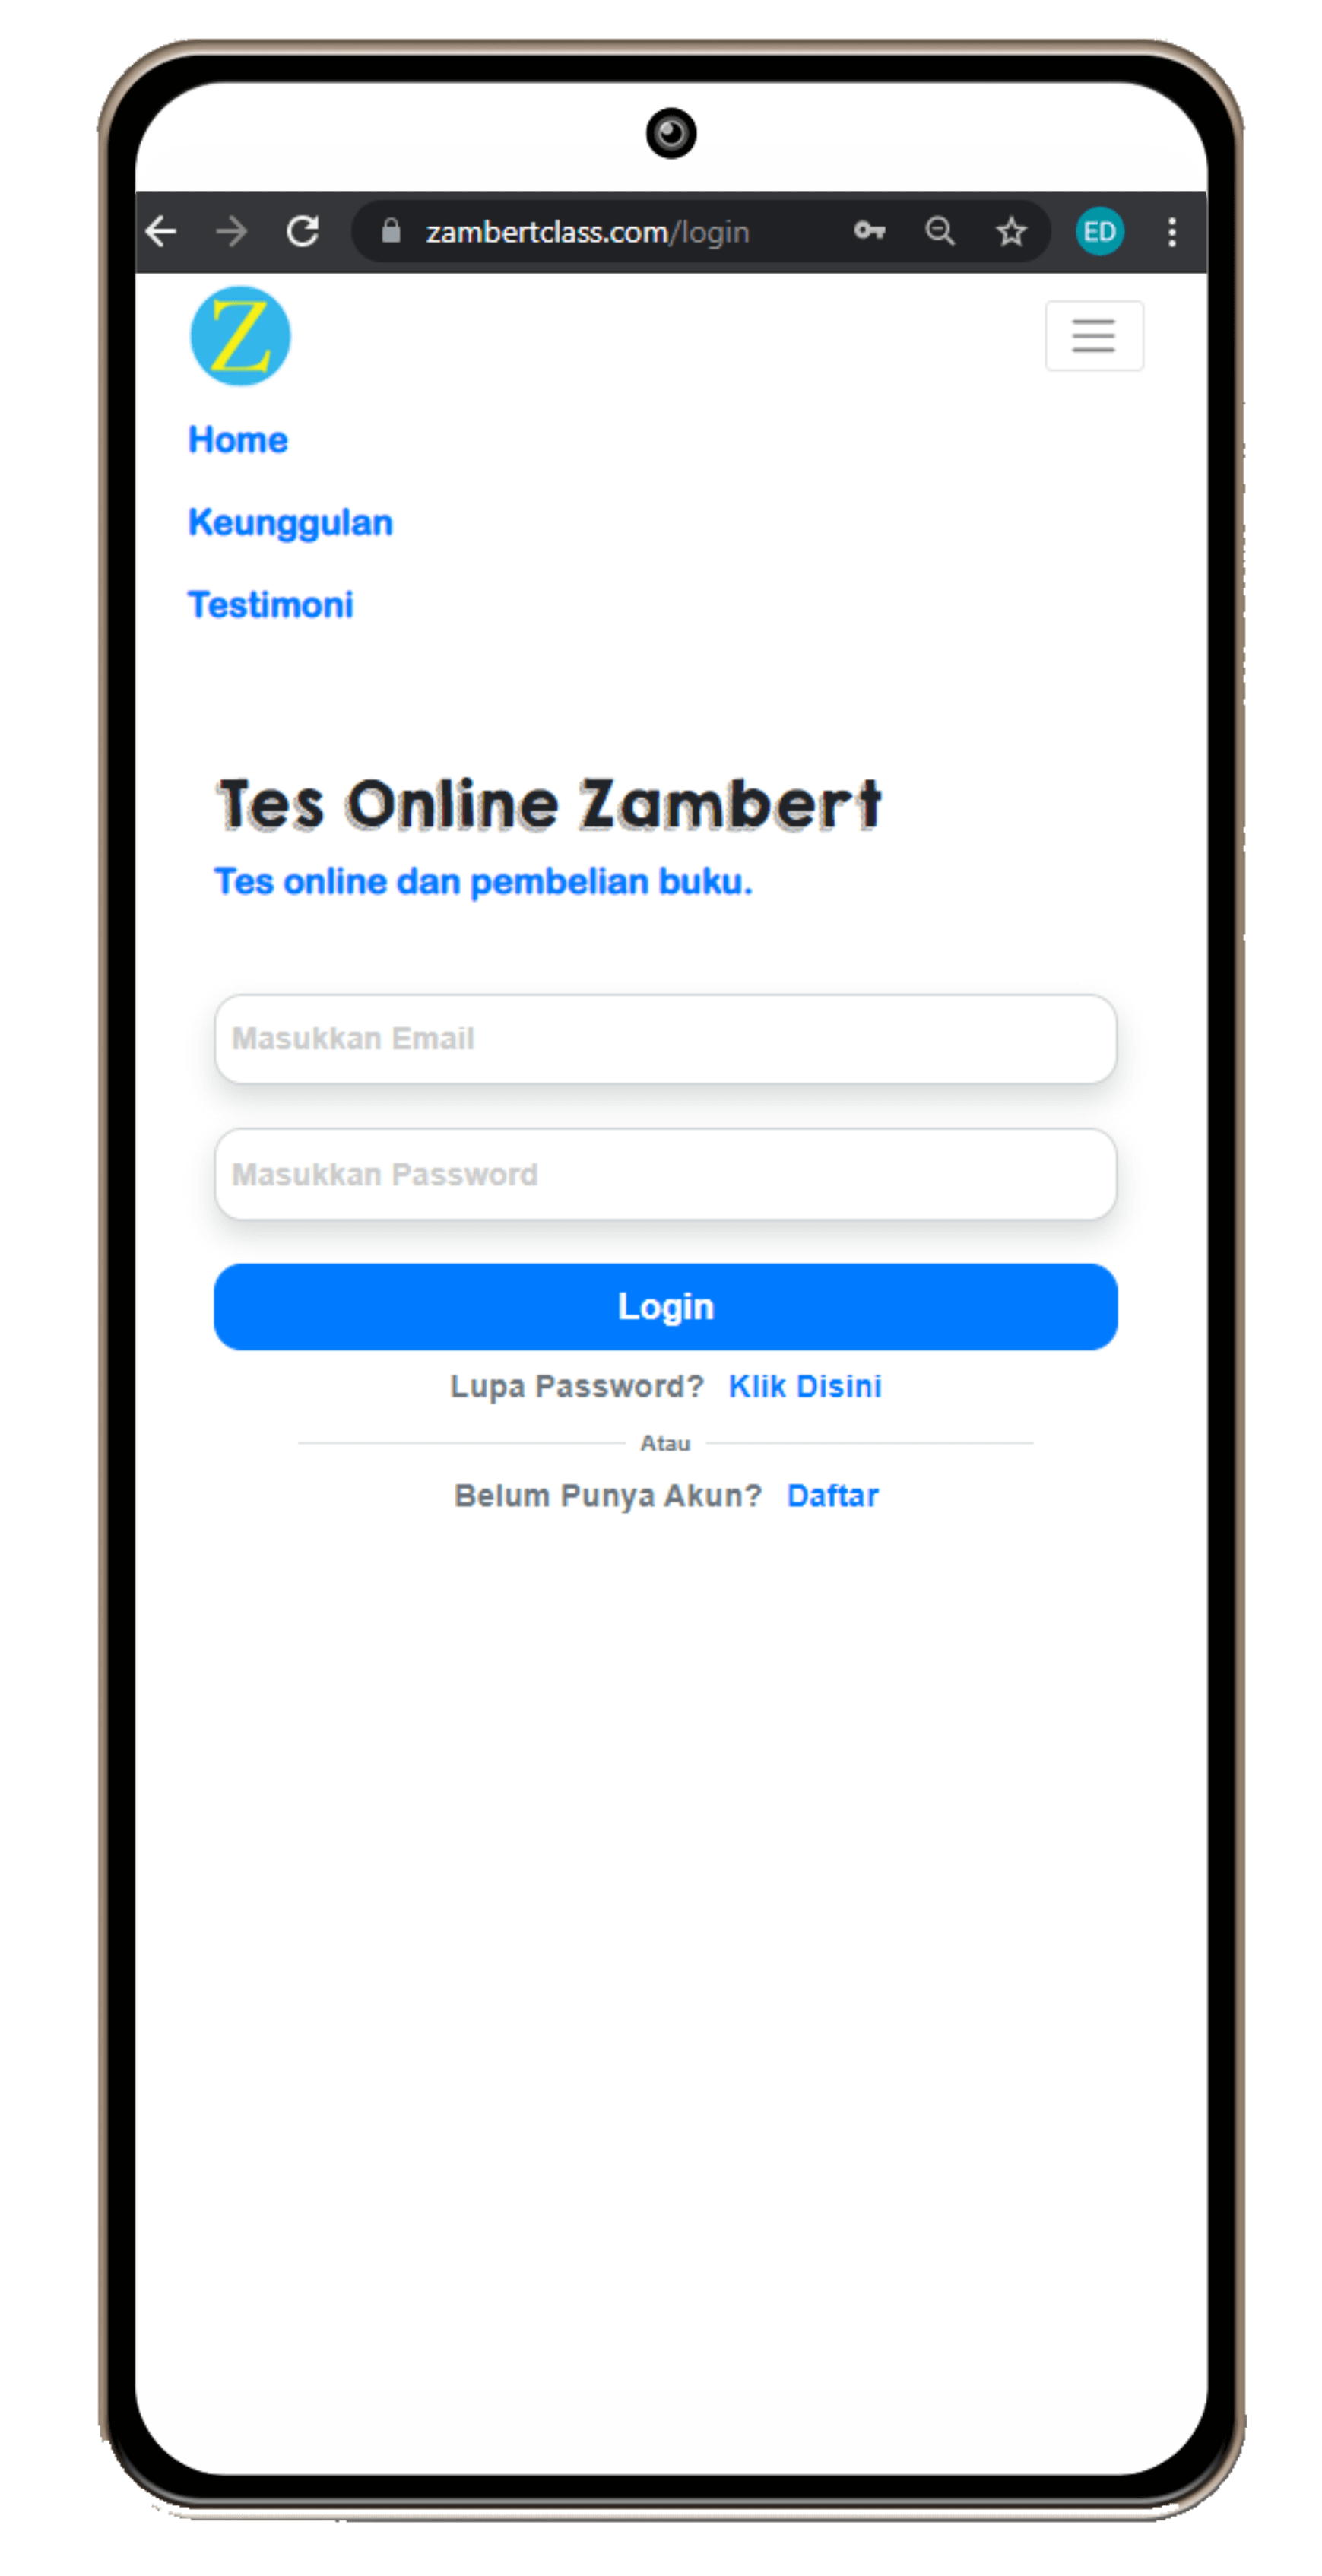 zambertclass.com/login
ED
Z
Home
Keunggulan
Testimoni
Tes Online Zambert
Tes online dan pembelian buku.
Masukkan Email
Masukkan Password
Login
Lupa Password? Klik Disini
Atau
Belum Punya Akun? Daftar